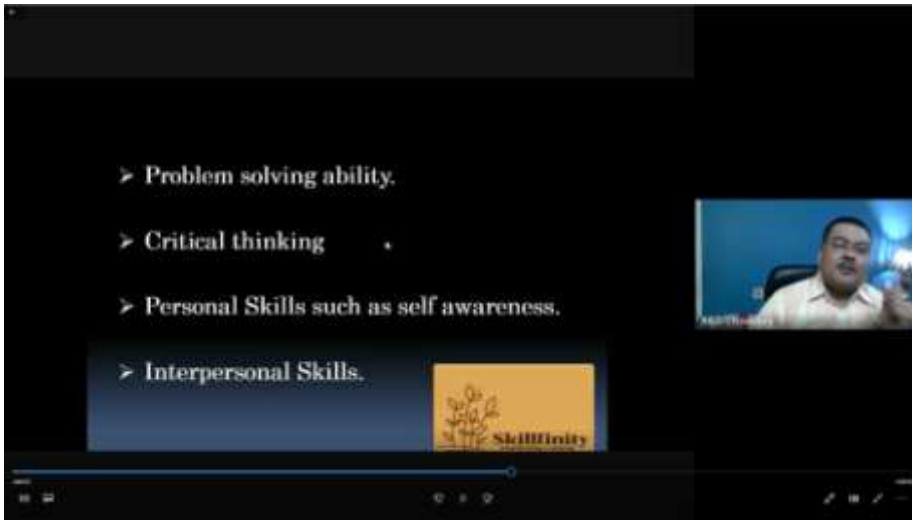 ➢ Problem solving ability.
➢ Critical thinking
➢ Personal Skills such as self awareness.
➢ Interpersonal Skills.
Skillfinity